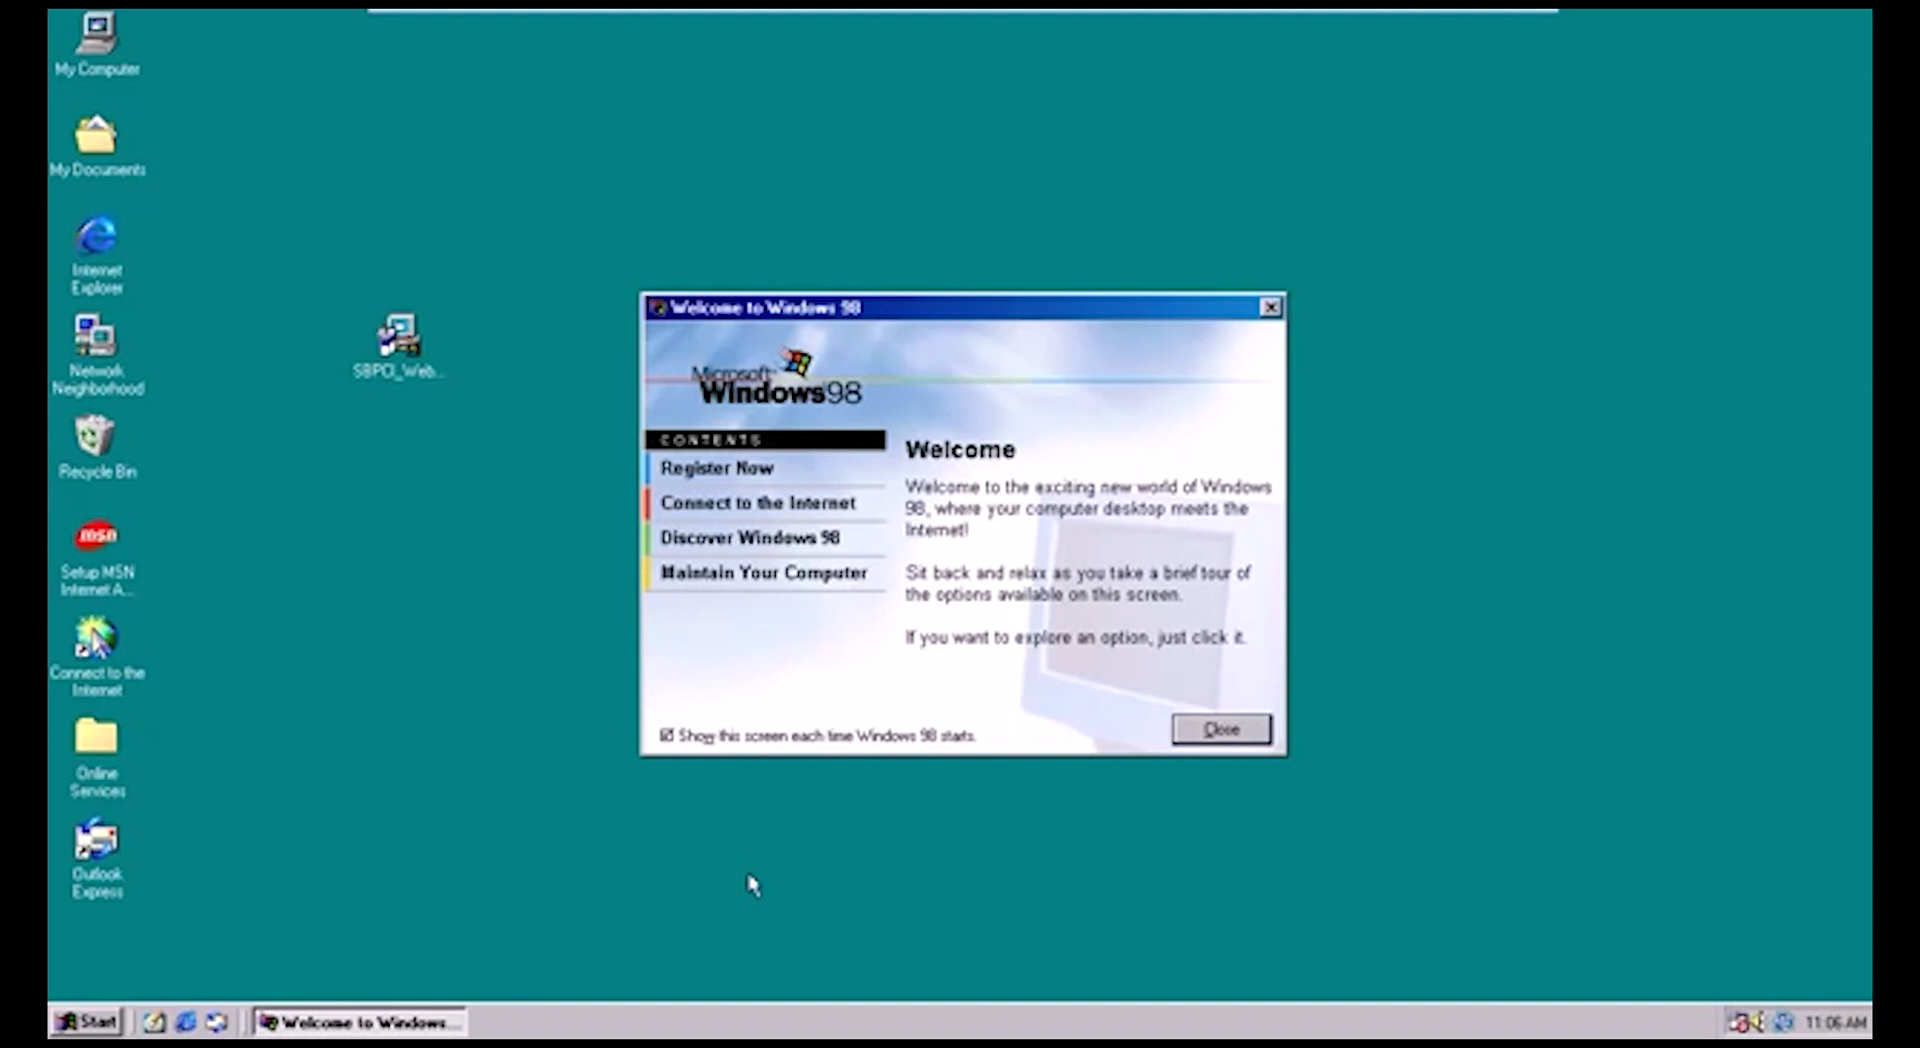 My Computer
My Documents
Internet
Explorer
Network
Neighborhood
Recycle Bin
msn
Setup MSN
Internet A...
Connect to the
Internet
Online
Services
Outlook
Express
SBPCI_Web...
Welcome to Windows 98
Microsoft
Windows98
CONTENTS
Register Now
Connect to the Internet
Discover Windows 98
Maintain Your Computer
Welcome
Welcome to the exciting new world of Windows
98, where your computer desktop meets the
Internet!
Sit back and relax as you take a brief tour of
the options available on this screen.
If you want to explore an option, just click it.
Show this screen each time Windows 98 starts.
Close
Start
Welcome to Windows...
11:06 AM